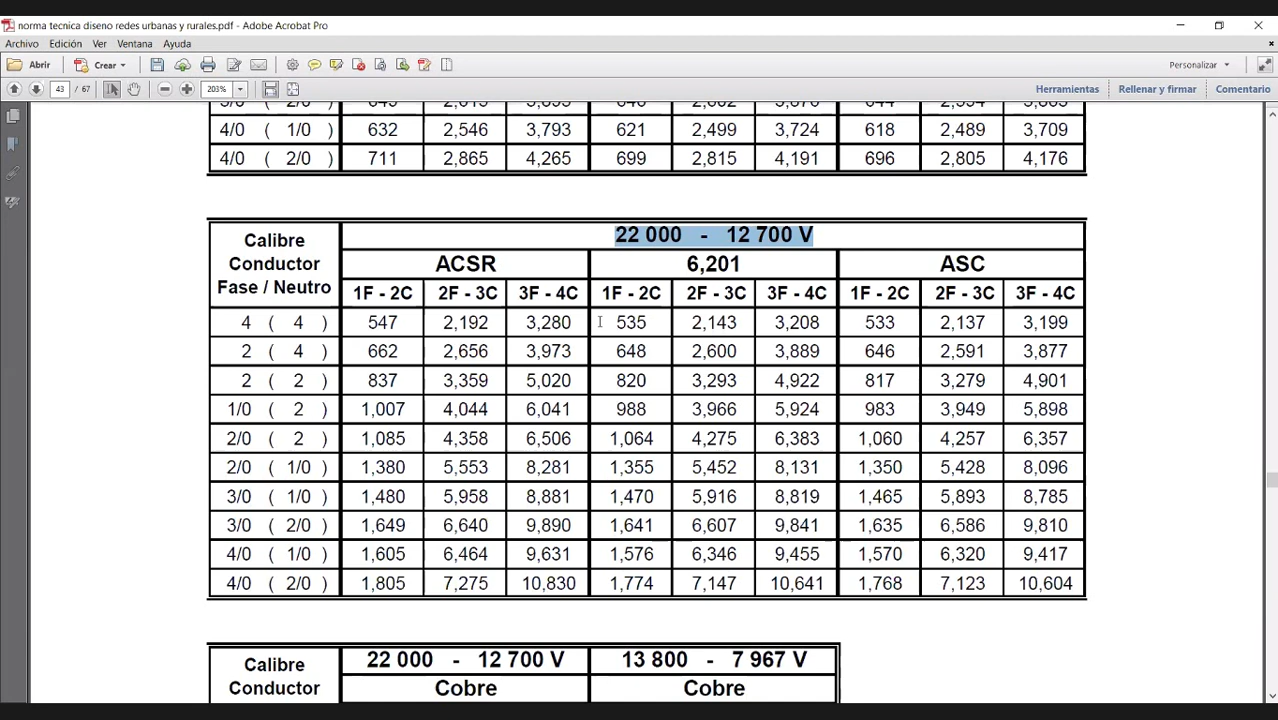 norma tecnica diseno redes urbanas y rurales.pdf - Adobe Acrobat Pro
Archivo Edición Ver Ventana Ayuda
Abrir Crear Personalizar
43 / 67 203% Herramientas Rellenar y firmar Comentario
4/0 ( 1/0 ) 632 2,546 3,793 621 2,499 3,724 618 2,489 3,709
4/0 ( 2/0 ) 711 2,865 4,265 699 2,815 4,191 696 2,805 4,176
Calibre Conductor Fase / Neutro 22 000 - 12 700 V
ACSR 6,201 ASC
1F - 2C 2F - 3C 3F - 4C 1F - 2C 2F - 3C 3F - 4C 1F - 2C 2F - 3C 3F - 4C
4 ( 4 ) 547 2,192 3,280 535 2,143 3,208 533 2,137 3,199
2 ( 4 ) 662 2,656 3,973 648 2,600 3,889 646 2,591 3,877
2 ( 2 ) 837 3,359 5,020 820 3,293 4,922 817 3,279 4,901
1/0 ( 2 ) 1,007 4,044 6,041 988 3,966 5,924 983 3,949 5,898
2/0 ( 2 ) 1,085 4,358 6,506 1,064 4,275 6,383 1,060 4,257 6,357
2/0 ( 1/0 ) 1,380 5,553 8,281 1,355 5,452 8,131 1,350 5,428 8,096
3/0 ( 1/0 ) 1,480 5,958 8,881 1,470 5,916 8,819 1,465 5,893 8,785
3/0 ( 2/0 ) 1,649 6,640 9,890 1,641 6,607 9,841 1,635 6,586 9,810
4/0 ( 1/0 ) 1,605 6,464 9,631 1,576 6,346 9,455 1,570 6,320 9,417
4/0 ( 2/0 ) 1,805 7,275 10,830 1,774 7,147 10,641 1,768 7,123 10,604
Calibre 22 000 - 12 700 V 13 800 - 7 967 V
Conductor Cobre Cobre